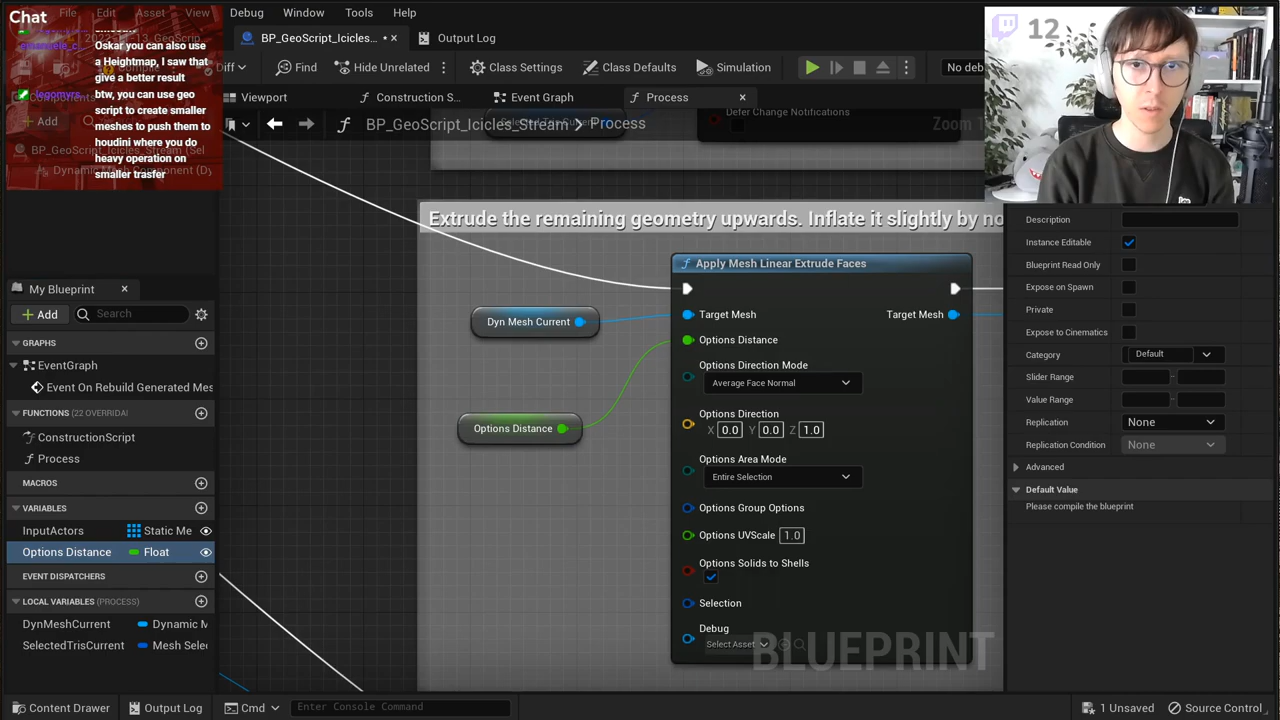 Chat
File
Edit
Asset
View
Debug
Window
Tools
Help
Oskar you can also use
a Heightmap, I saw that
give a better result
legomyrs
btw, you can use geo
script to create smaller
meshes to push them to
houdini where you do
heavy operation on
smaller trasfer
BP_GeoScript_Icicles
Output Log
Diff
Find
Unrelated
Class Settings
Class Defaults
Simulation
No deb
12
Viewport
Construction S...
Event Graph
Process
Add
BP_GeoScript_Icicles_Stream > Process
Zoom
BP_GeoScript_Icicles_Stream (Sel
Dynamic Mesh Component (Dy
Defer Change Notifications
Extrude the remaining geometry upwards. Inflate it slightly by no
Apply Mesh Linear Extrude Faces
Dyn Mesh Current
Target Mesh
Target Mesh
Options Distance
Options Distance
Options Direction Mode
Average Face Normal
Options Direction
X 0.0 Y 0.0 Z 1.0
Options Area Mode
Entire Selection
Options Group Options
Options UVScale 1.0
Options Solids to Shells
Selection
Debug
Select Asset
BLUEPRINT
My Blueprint
Add
Search
GRAPHS
EventGraph
Event On Rebuild Generated Mes
FUNCTIONS (22 OVERRIDA
ConstructionScript
Process
MACROS
VARIABLES
InputActors
Static Me
Options Distance
Float
EVENT DISPATCHERS
LOCAL VARIABLES (PROCESS)
DynMeshCurrent
Dynamic M
SelectedTrisCurrent
Mesh Selec
Description
Instance Editable
Blueprint Read Only
Expose on Spawn
Private
Expose to Cinematics
Category
Default
Slider Range
Value Range
Replication
None
Replication Condition
None
Advanced
Default Value
Please compile the blueprint
Content Drawer
Output Log
Cmd
Enter Console Command
1 Unsaved
Source Control